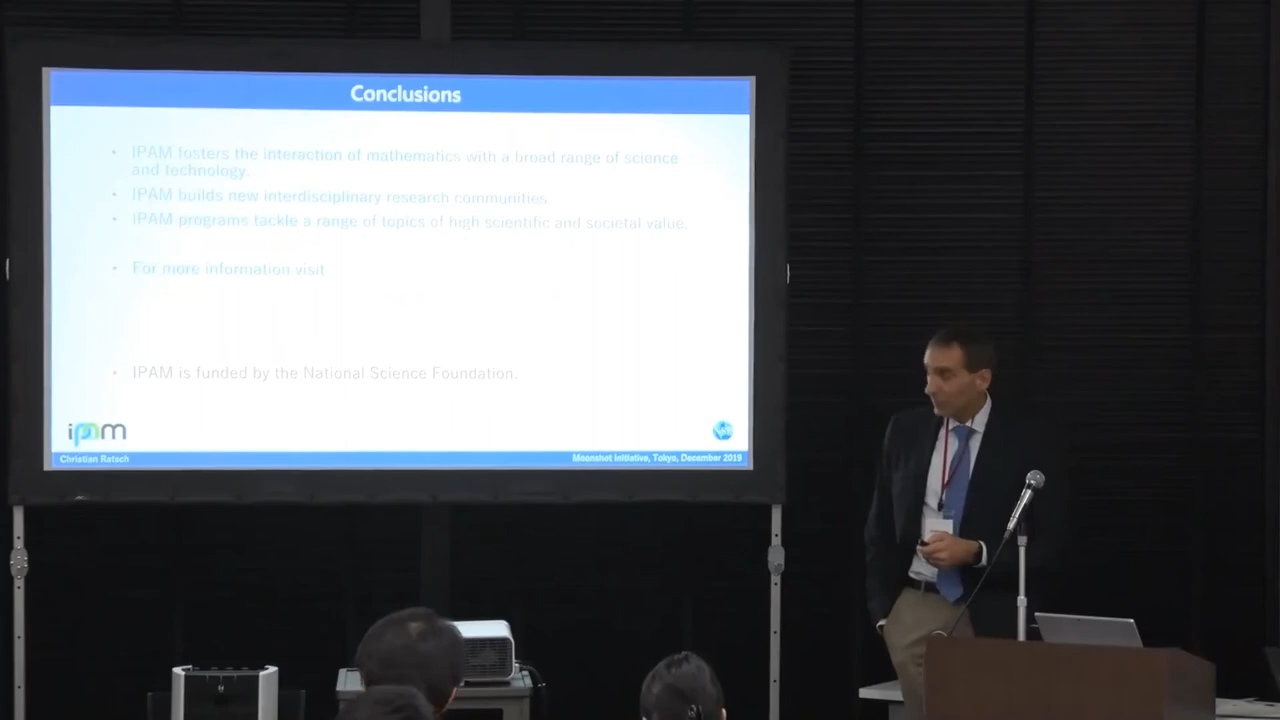 Conclusions
• IPAM fosters the interaction of mathematics with a broad range of science
and technology.
• IPAM builds new interdisciplinary research communities.
• IPAM programs tackle a range of topics of high scientific and societal value.
• For more information visit
• IPAM is funded by the National Science Foundation.
ipam
Christian Ratsch
Moonshot Initiative, Tokyo, December 2019